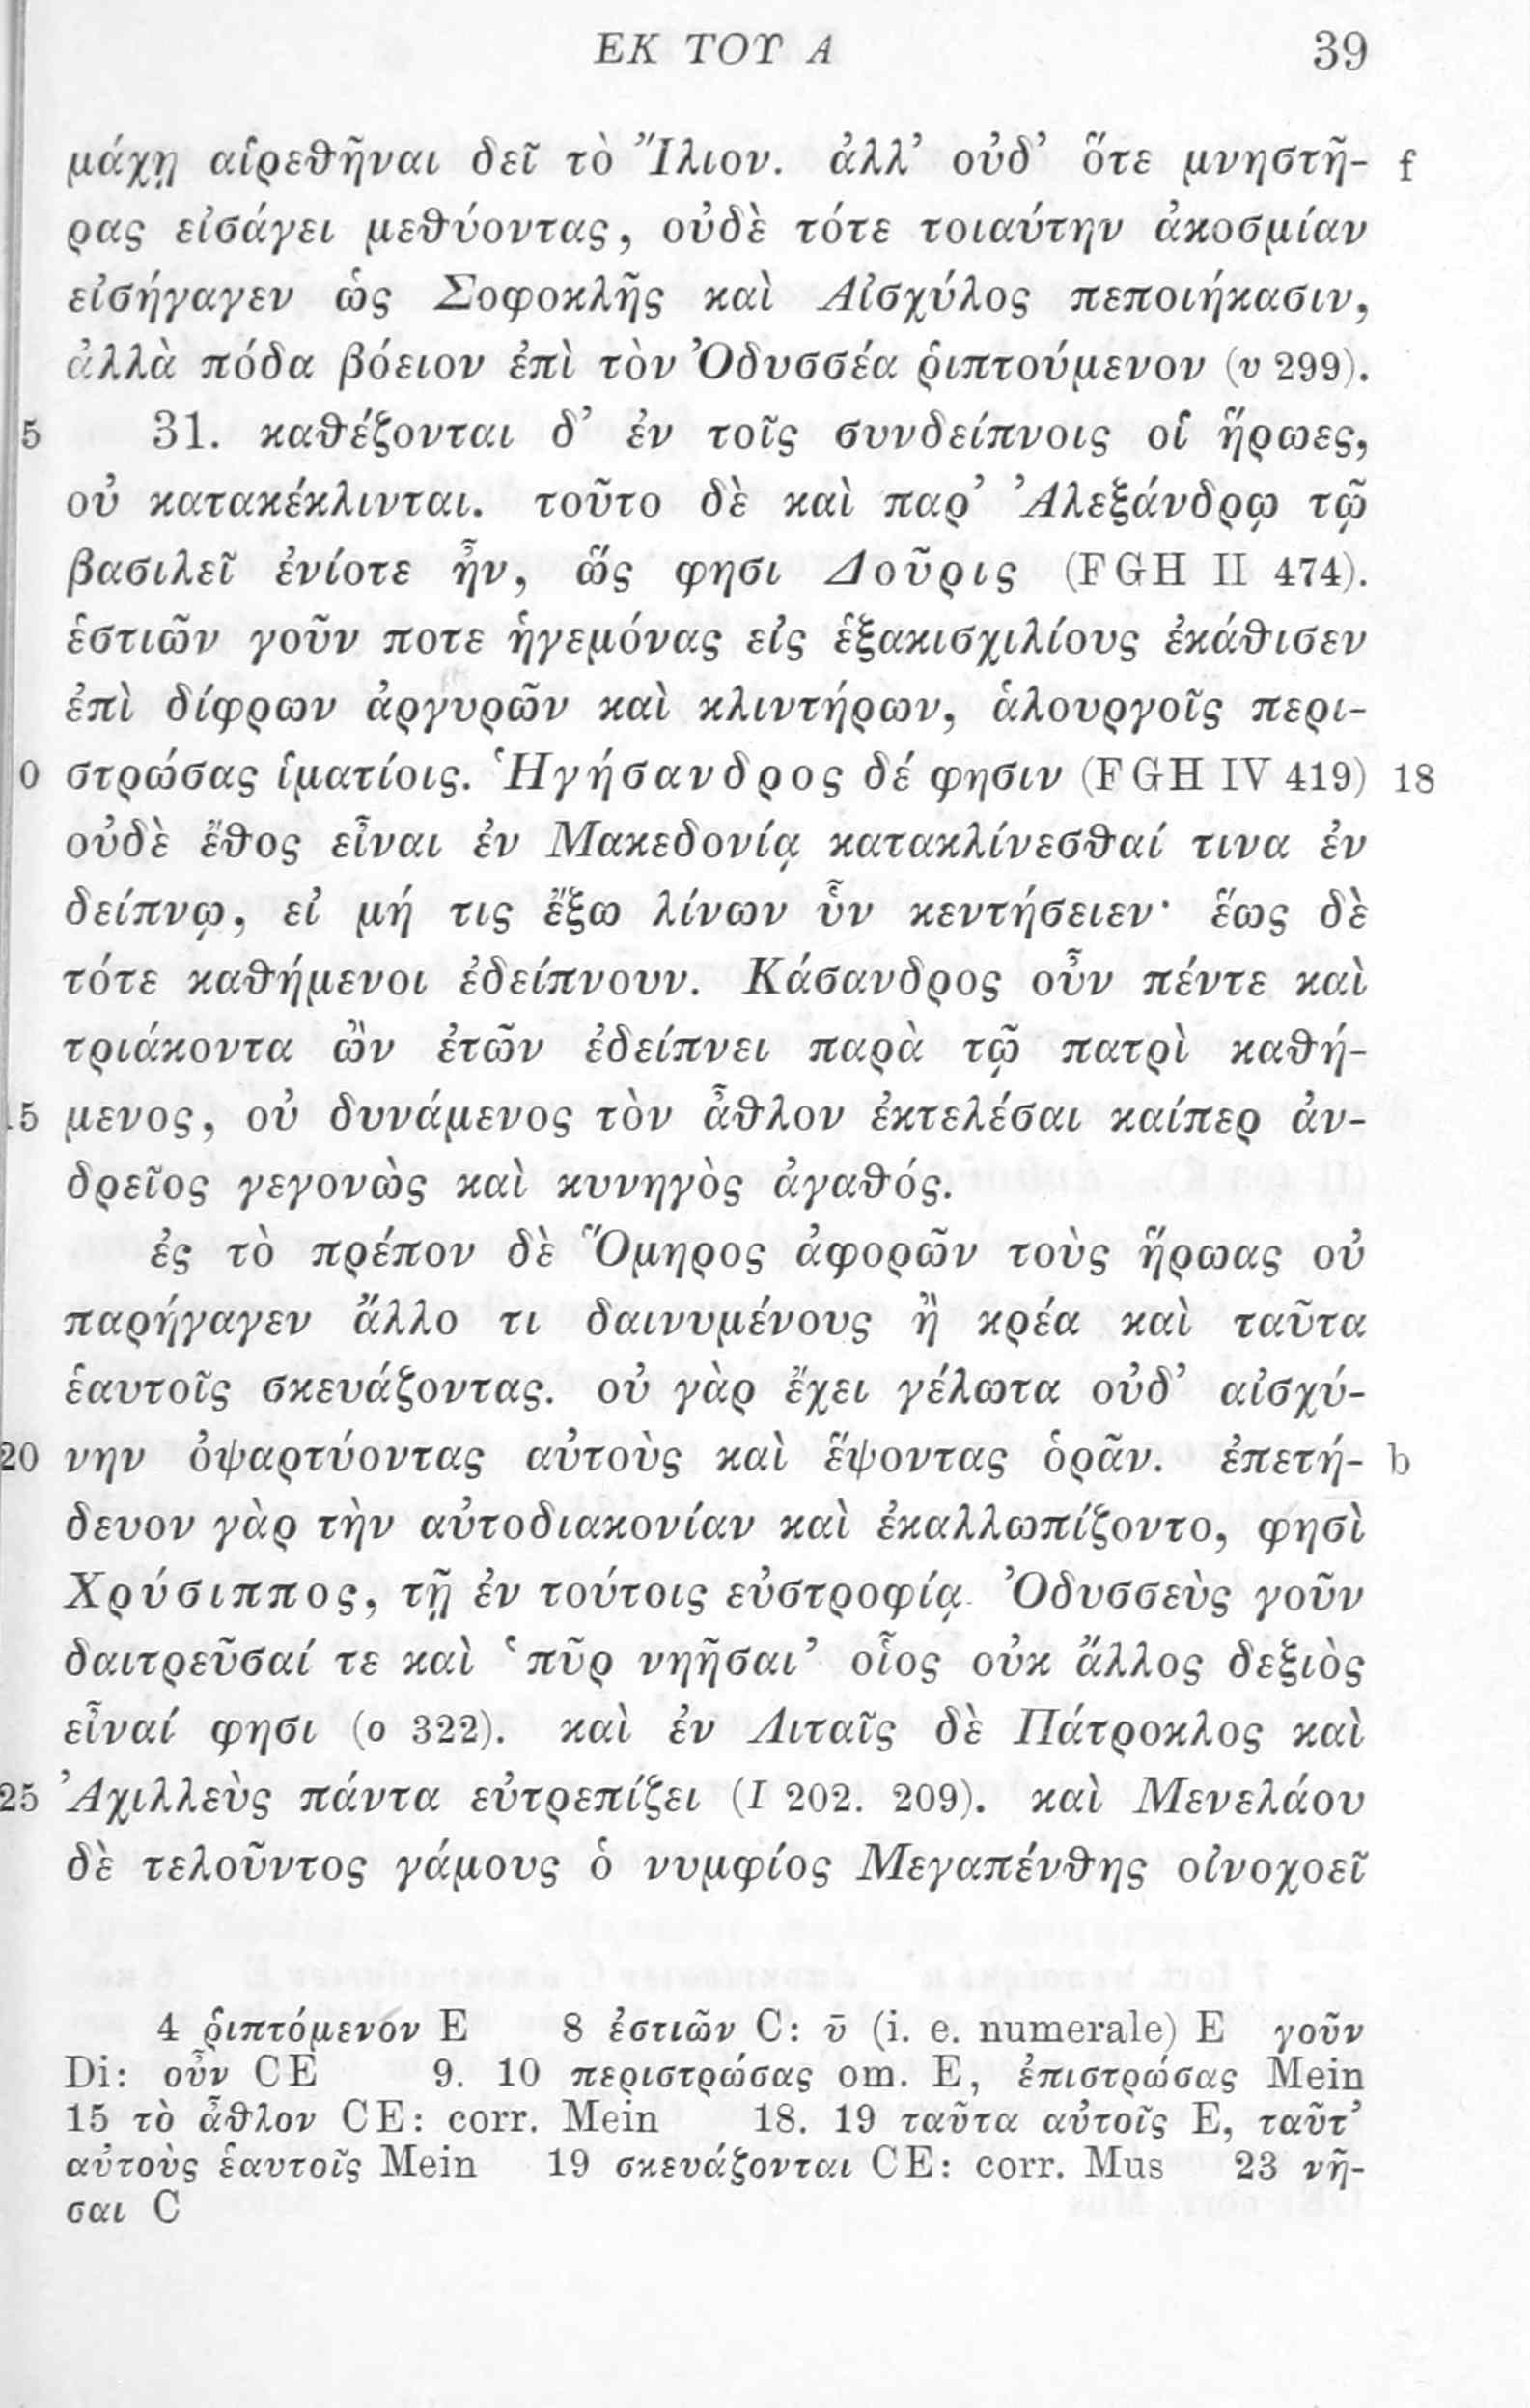 ΕΚ ΤΟΥ Α 39
μάχῃ αἱρεθῆναι δεῖ τὸ Ἴλιον. ἀλλ’ οὐδ’ ὅτε μνηστῆ- f
ρας εἰσάγει μεθύοντας, οὐδὲ τότε τοιαύτην ἀκοσμίαν
εἰσήγαγεν ὡς Σοφοκλῆς καὶ Αἰσχύλος πεποιήκασιν,
ἀλλὰ πόδα βόειον ἐπὶ τὸν Ὀδυσσέα ῥιπτούμενον (υ 299).
5 31. καθέζονται δ’ ἐν τοῖς συνδείπνοις οἱ ἥρωες,
οὐ κατακέκλινται. τοῦτο δὲ καὶ παρ’ Ἀλεξάνδρῳ τῷ
βασιλεῖ ἐνίοτε ἦν, ὥς φησι Δοῦρις (FGH II 474).
ἑστιῶν γοῦν ποτε ἡγεμόνας εἰς ἑξακισχιλίους ἐκάθισεν
ἐπὶ δίφρων ἀργυρῶν καὶ κλιντήρων, ἁλουργοῖς περι-
0 στρώσας ἱματίοις. Ἡγήσανδρος δέ φησιν (FGH IV 419) 18
οὐδὲ ἔθος εἶναι ἐν Μακεδονίᾳ κατακλίνεσθαί τινα ἐν
δείπνῳ, εἰ μή τις ἔξω λίνων ὗν κεντήσειεν· ἕως δὲ
τότε καθήμενοι ἐδείπνουν. Κάσανδρος οὖν πέντε καὶ
τριάκοντα ὢν ἐτῶν ἐδείπνει παρὰ τῷ πατρὶ καθή-
15 μενος, οὐ δυνάμενος τὸν ἆθλον ἐκτελέσαι καίπερ ἀν-
δρεῖος γεγονὼς καὶ κυνηγὸς ἀγαθός.
ἐς τὸ πρέπον δὲ Ὅμηρος ἀφορῶν τοὺς ἥρωας οὐ
παρήγαγεν ἄλλο τι δαινυμένους ἢ κρέα καὶ ταῦτα
ἑαυτοῖς σκευάζοντας. οὐ γὰρ ἔχει γέλωτα οὐδ’ αἰσχύ-
20 νην ὀψαρτύοντας αὐτοὺς καὶ ἕψοντας ὁρᾶν. ἐπετή- b
δευον γὰρ τὴν αὐτοδιακονίαν καὶ ἐκαλλωπίζοντο, φησὶ
Χρύσιππος, τῇ ἐν τούτοις εὐστροφίᾳ. Ὀδυσσεὺς γοῦν
δαιτρεῦσαί τε καὶ ‘πῦρ νηῆσαι’ οἷος οὐκ ἄλλος δεξιὸς
εἶναί φησι (ο 322). καὶ ἐν Λιταῖς δὲ Πάτροκλος καὶ
25 Ἀχιλλεὺς πάντα εὐτρεπίζει (Ι 202. 209). καὶ Μενελάου
δὲ τελοῦντος γάμους ὁ νυμφίος Μεγαπένθης οἰνοχοεῖ
4 ῥιπτόμενον E 8 ἐστιῶν C: ῡ (i. e. numerale) E γοῦν
Di: οὖν CE 9. 10 περιστρώσας om. E, ἐπιστρώσας Mein
15 τὸ ἆθλον CE: corr. Mein 18. 19 ταῦτα αὐτοῖς E, ταῦτ’
αὐτοὺς ἑαυτοῖς Mein 19 σκευάζονται CE: corr. Mus 23 νῆ-
σαι C